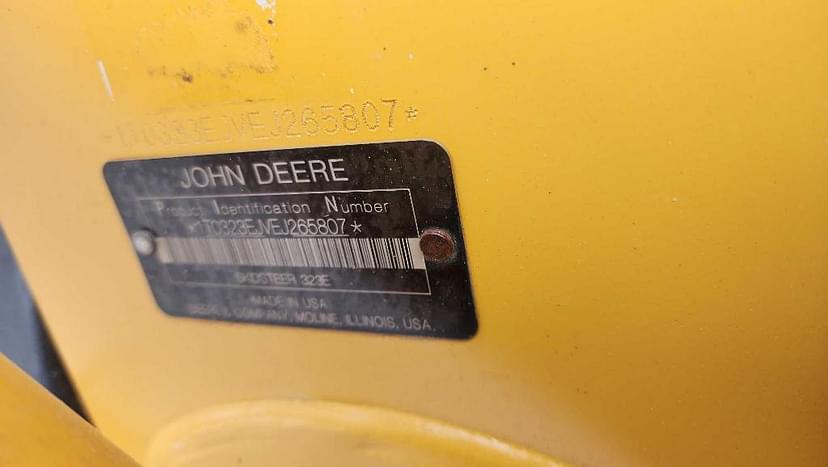 *1T0323EJVEJ265807*
JOHN DEERE
Product Identification Number
*1T0323EJVEJ265807*
SKIDSTEER 323E
MADE IN USA
DEERE & COMPANY, MOLINE, ILLINOIS, USA.